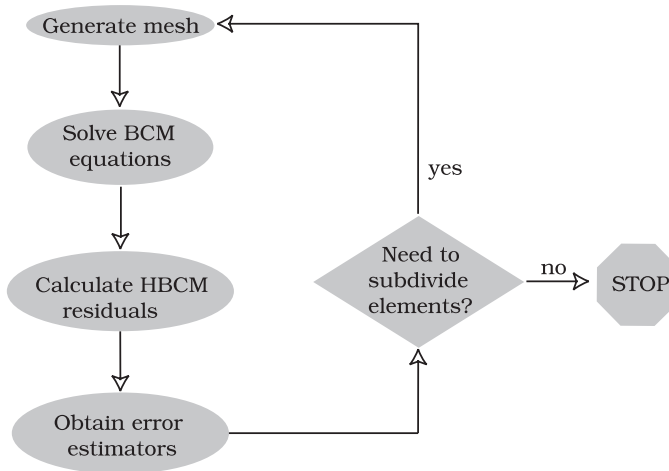 Generate mesh
Solve BCM
equations
Calculate HBCM
residuals
Obtain error
estimators
Need to
subdivide
elements?
yes
no
STOP